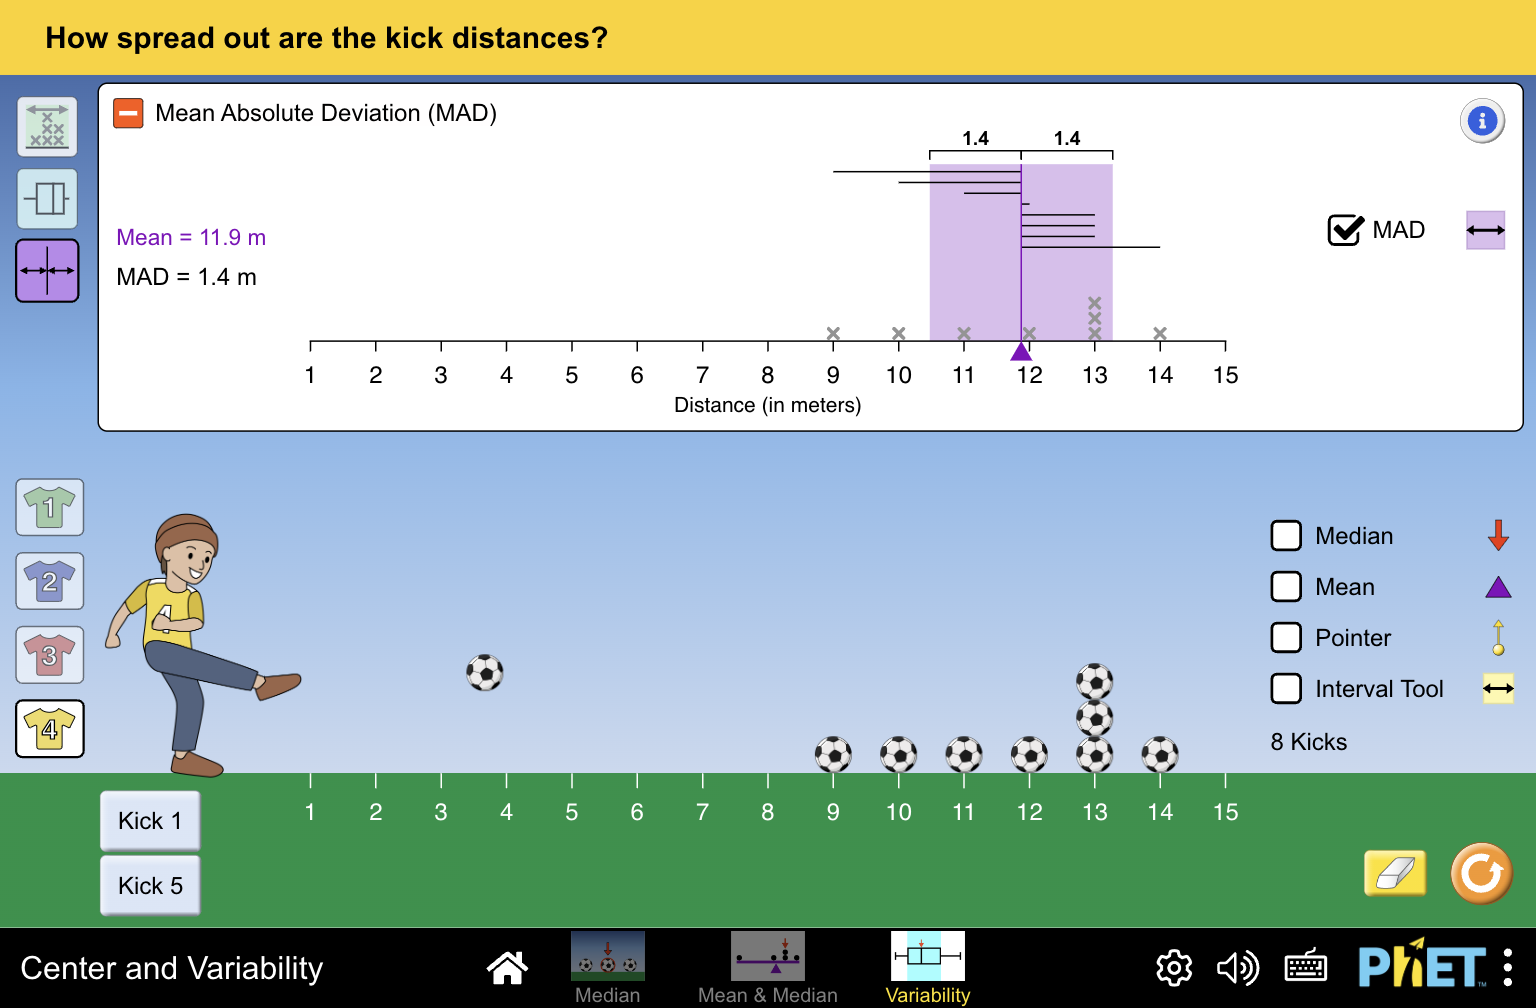 How spread out are the kick distances?
Mean Absolute Deviation (MAD)
1.4 1.4
Mean = 11.9 m
MAD = 1.4 m
MAD
1 2 3 4 5 6 7 8 9 10 11 12 13 14 15
Distance (in meters)
1
2
3
4
4
Median
Mean
Pointer
Interval Tool
8 Kicks
1 2 3 4 5 6 7 8 9 10 11 12 13 14 15
Kick 1
Kick 5
Center and Variability
Median
Mean & Median
Variability
PhET